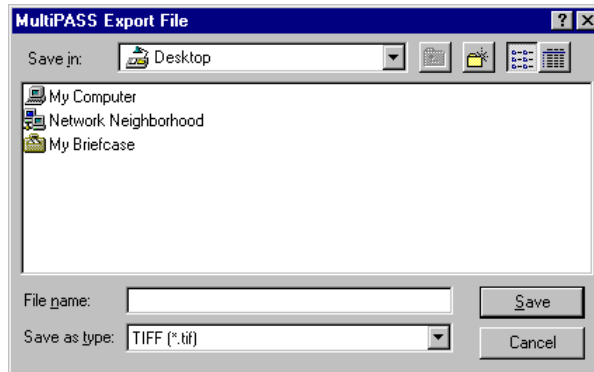 MultiPASS Export File
Save in: Desktop
My Computer
Network Neighborhood
My Briefcase
File name: Save
Save as type: TIFF (*.tif) Cancel